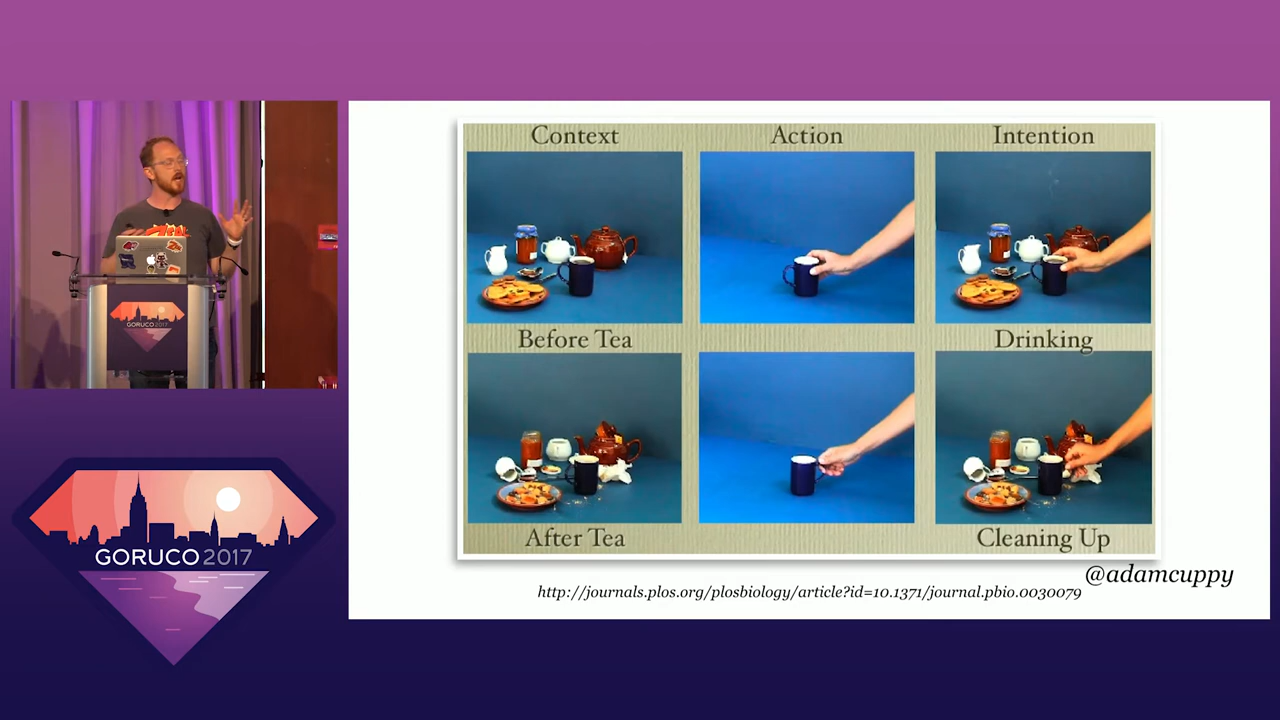 Context
Action
Intention
Before Tea
Drinking
After Tea
Cleaning Up
@adamcuppy
http://journals.plos.org/plosbiology/article?id=10.1371/journal.pbio.0030079
GORUCO 2017
GORUCO 2017